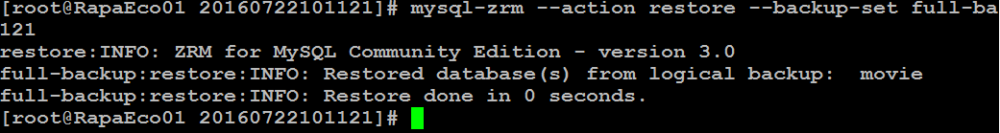 [root@RapaEco01 20160722101121]# mysql-zrm --action restore --backup-set full-ba
121
restore:INFO: ZRM for MySQL Community Edition - version 3.0
full-backup:restore:INFO: Restored database(s) from logical backup:  movie
full-backup:restore:INFO: Restore done in 0 seconds.
[root@RapaEco01 20160722101121]#